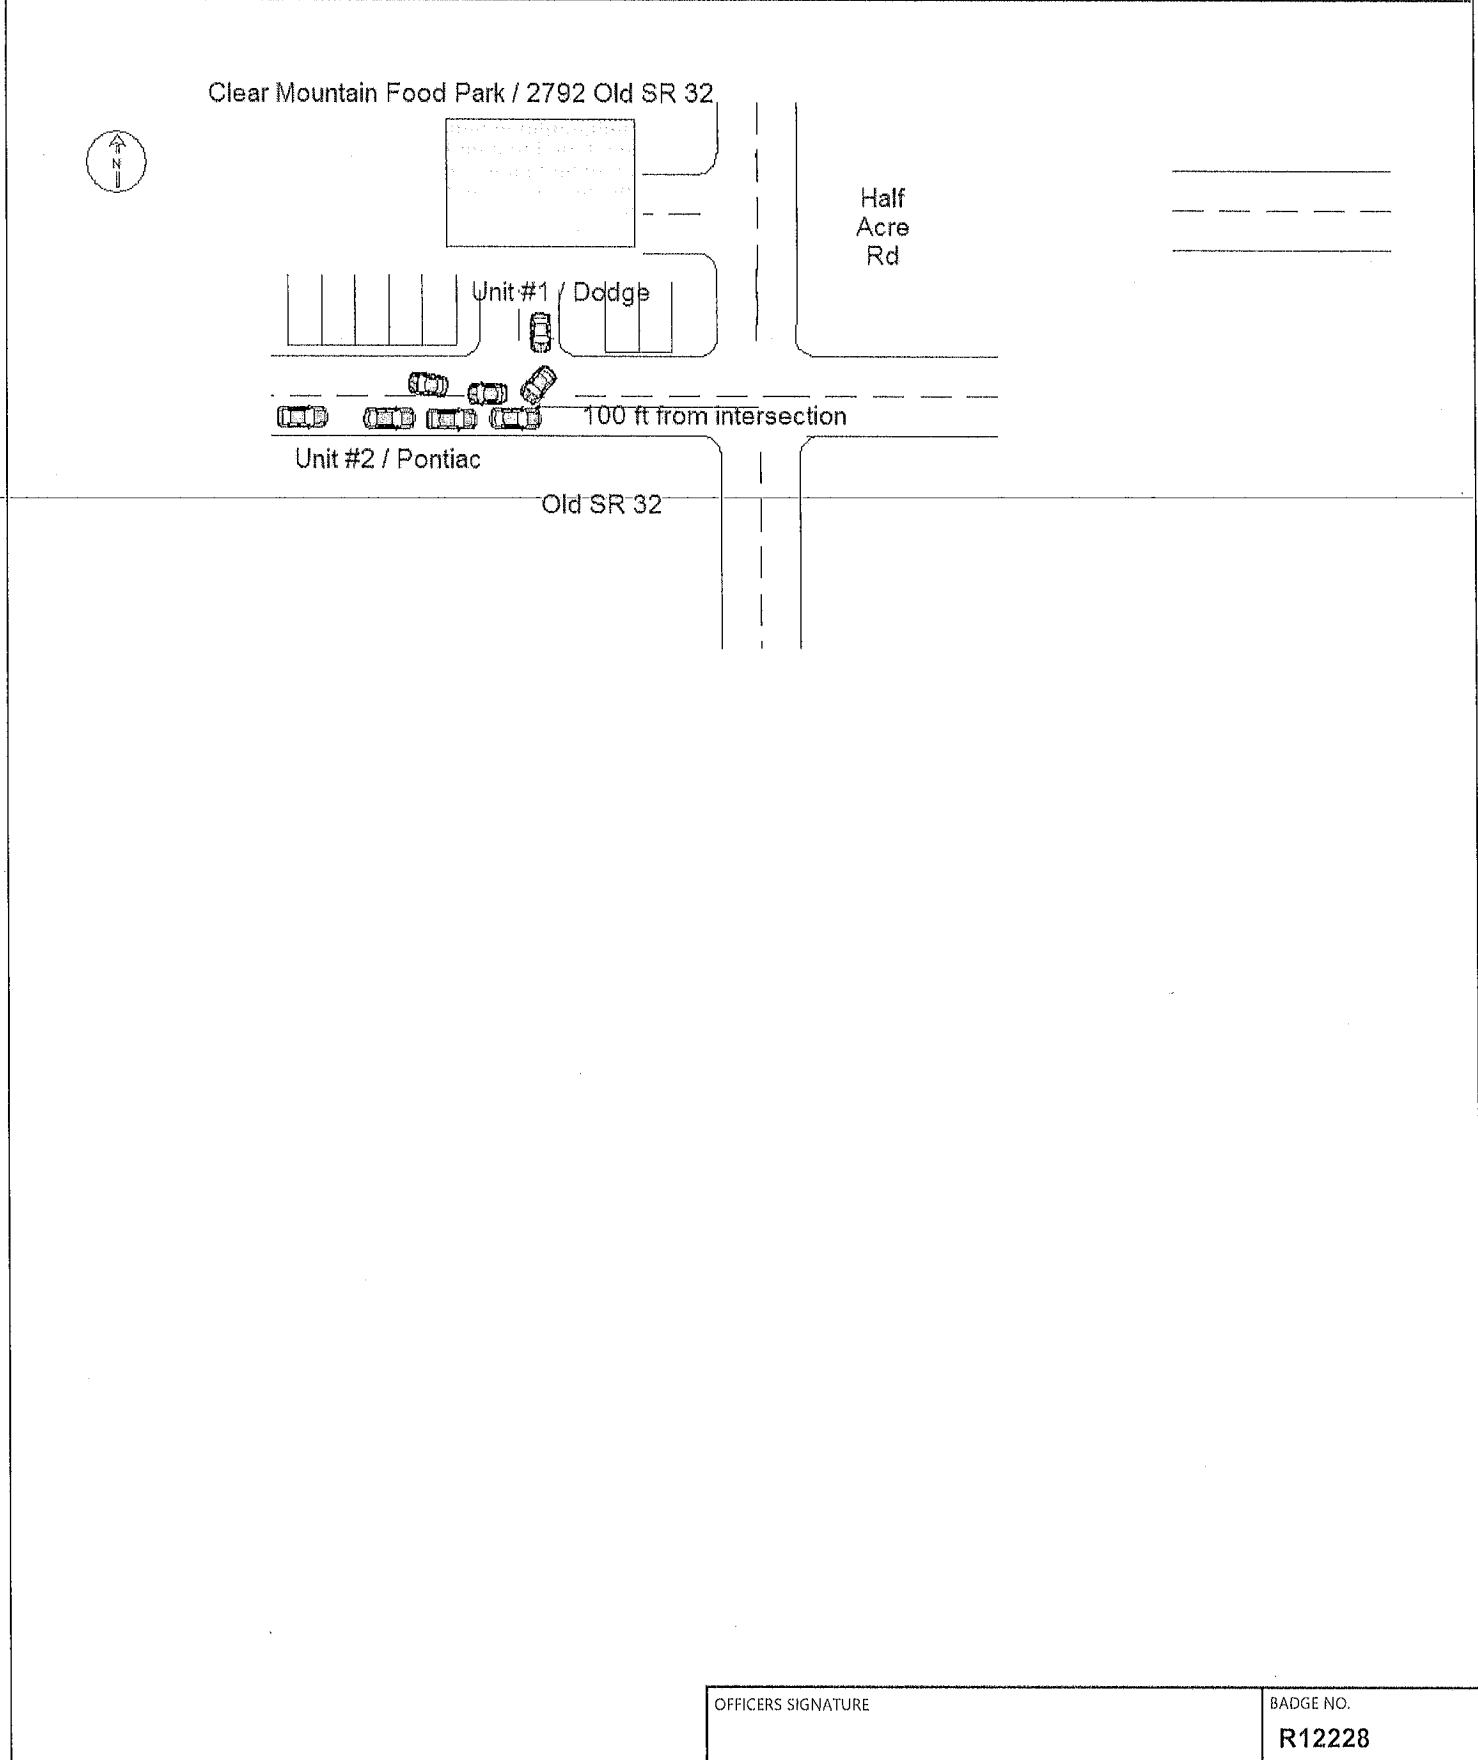 Clear Mountain Food Park / 2792 Old SR 32
N
Half
Acre
Rd
Unit #1 / Dodge
100 ft from intersection
Unit #2 / Pontiac
Old SR 32
OFFICERS SIGNATURE
BADGE NO.
R12228